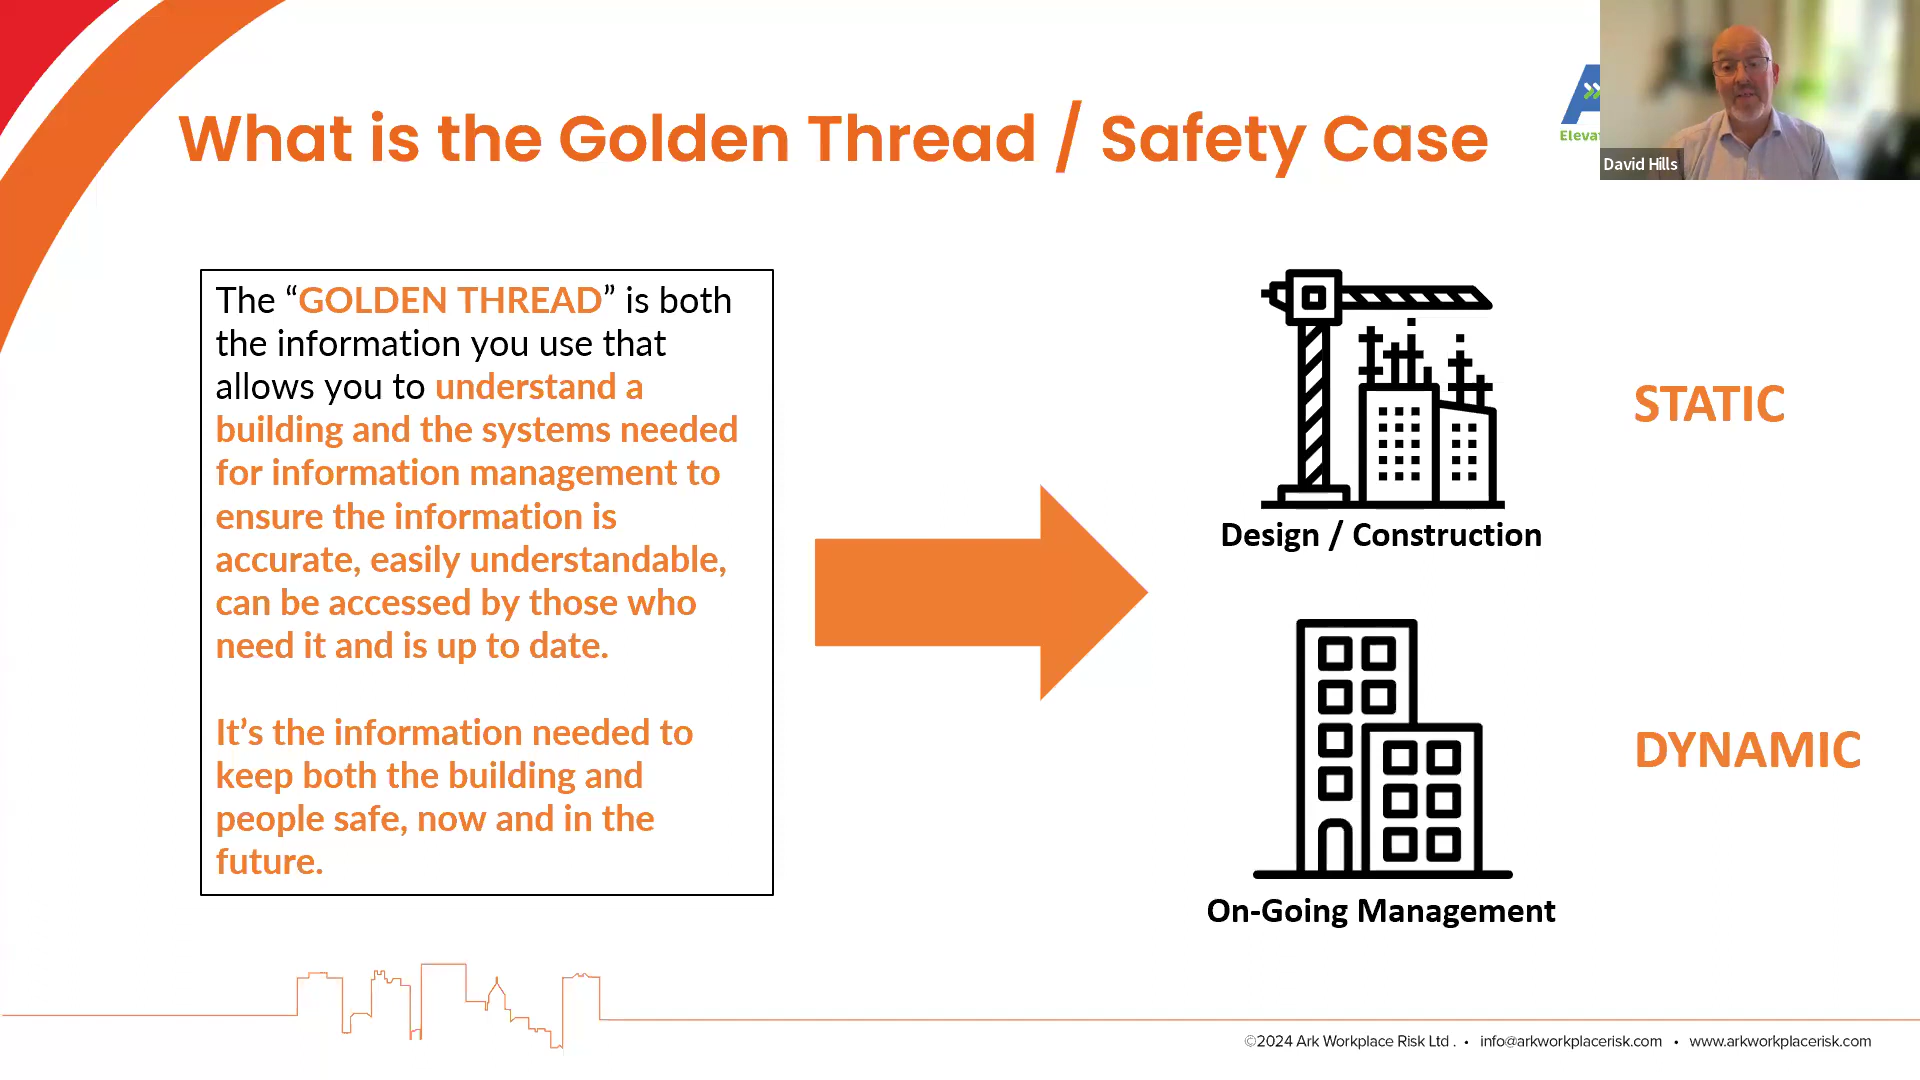 What is the Golden Thread / Safety Case
David Hills
The “GOLDEN THREAD” is both
the information you use that
allows you to understand a
building and the systems needed
for information management to
ensure the information is
accurate, easily understandable,
can be accessed by those who
need it and is up to date.
It’s the information needed to
keep both the building and
people safe, now and in the
future.
Design / Construction
STATIC
On-Going Management
DYNAMIC
©2024 Ark Workplace Risk Ltd . • info@arkworkplacerisk.com • www.arkworkplacerisk.com